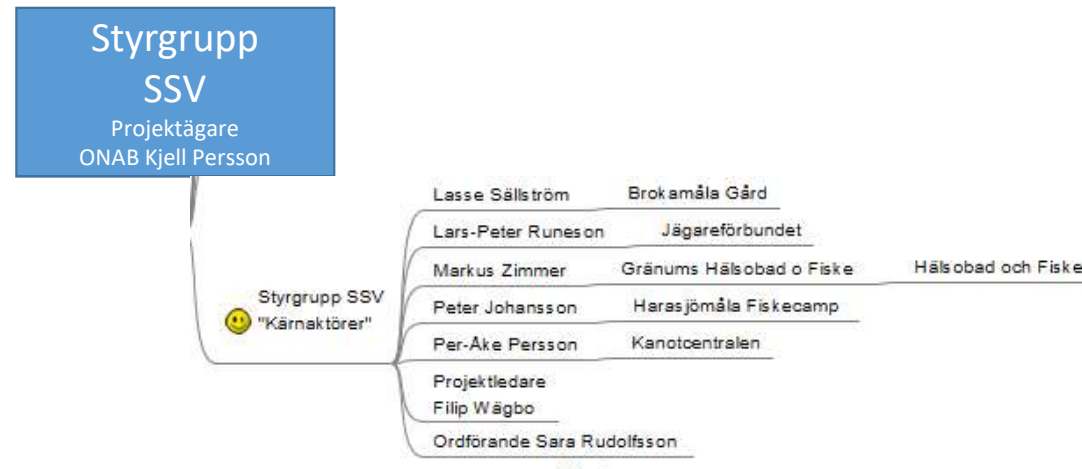 Styrgrupp
SSV
Projektägare
ONAB Kjell Persson
Styrgrupp SSV
"Kärnaktörer"
Lasse Sällström Brokamåla Gård
Lars-Peter Runeson Jägareförbundet
Markus Zimmer Gränums Hälsobad o Fiske Hälsobad och Fiske
Peter Johansson Harasjömåla Fiskecamp
Per-Åke Persson Kanotcentralen
Projektledare
Filip Wägbo
Ordförande Sara Rudolfsson